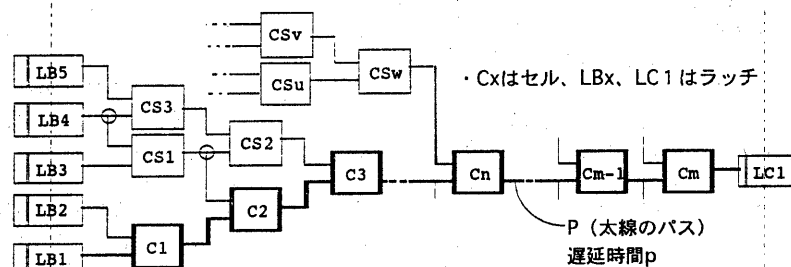 CSv
CSu
CSw
・Cxはセル、LBx、LC1はラッチ
LB5
LB4
LB3
LB2
LB1
CS3
CS1
CS2
C1
C2
C3
Cn
Cm-1
Cm
LC1
P（太線のパス）
遅延時間p